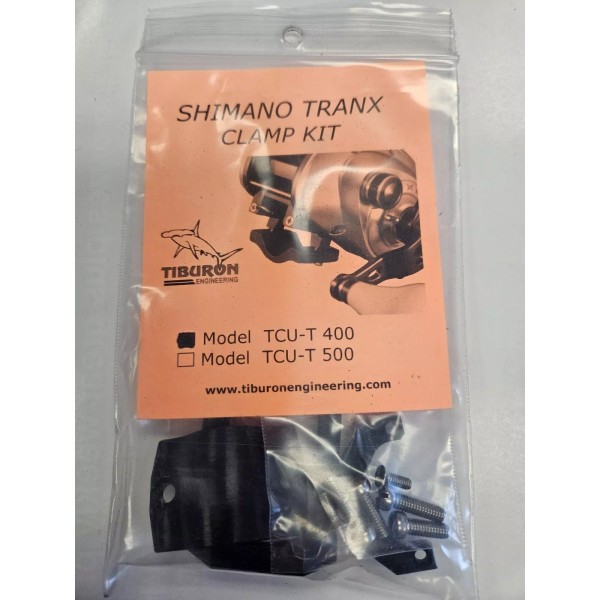 SHIMANO TRANX
CLAMP KIT
TIBURON
ENGINEERING
Model TCU-T 400
Model TCU-T 500
www.tiburonengineering.com